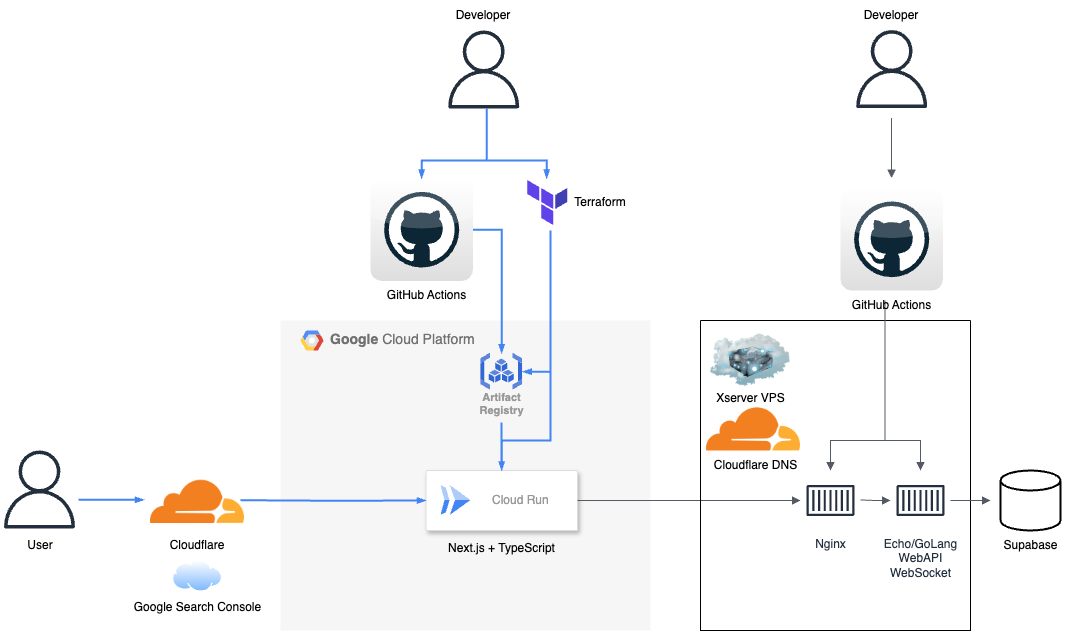 Developer
Developer
Terraform
GitHub Actions
GitHub Actions
Google Cloud Platform
Artifact
Registry
Xserver VPS
Cloudflare DNS
Cloud Run
User
Cloudflare
Next.js + TypeScript
Nginx
Echo/GoLang
WebAPI
WebSocket
Supabase
Google Search Console